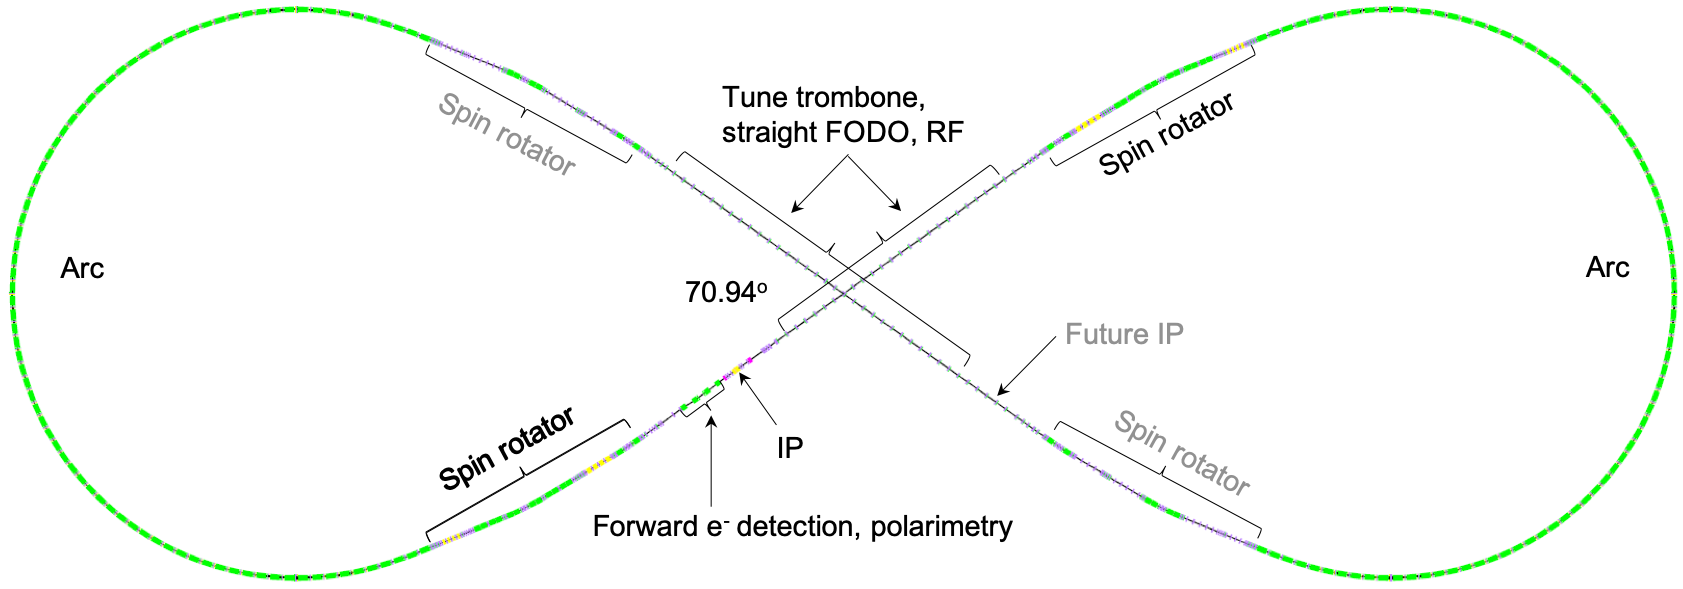 Tune trombone,
straight FODO, RF
Spin rotator
Spin rotator
Arc
Arc
70.94º
Future IP
Spin rotator
IP
Spin rotator
Forward e⁻ detection, polarimetry